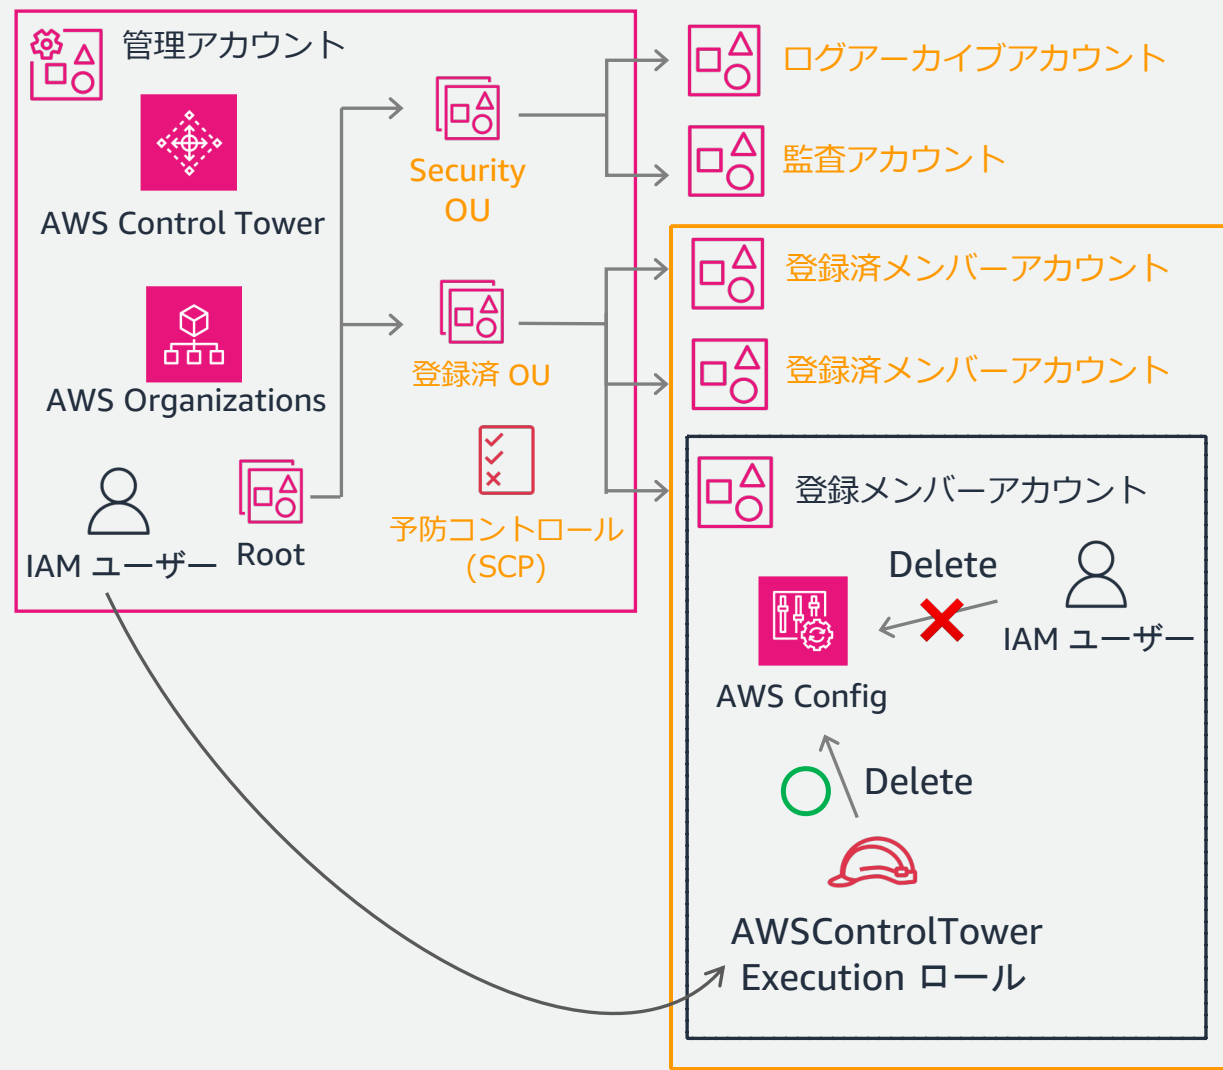 管理アカウント
AWS Control Tower
AWS Organizations
IAM ユーザー
Root
Security
OU
登録済 OU
予防コントロール
(SCP)
ログアーカイブアカウント
監査アカウント
登録済メンバーアカウント
登録済メンバーアカウント
登録メンバーアカウント
Delete
IAM ユーザー
AWS Config
Delete
AWSControlTower
Execution ロール